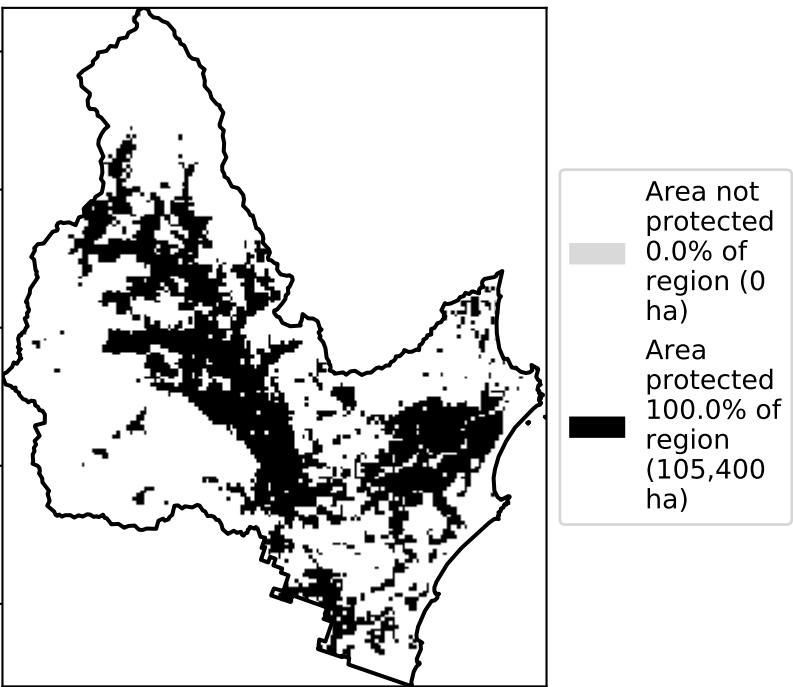 Area not
protected
0.0% of
region (0
ha)
Area
protected
100.0% of
region
(105,400
ha)